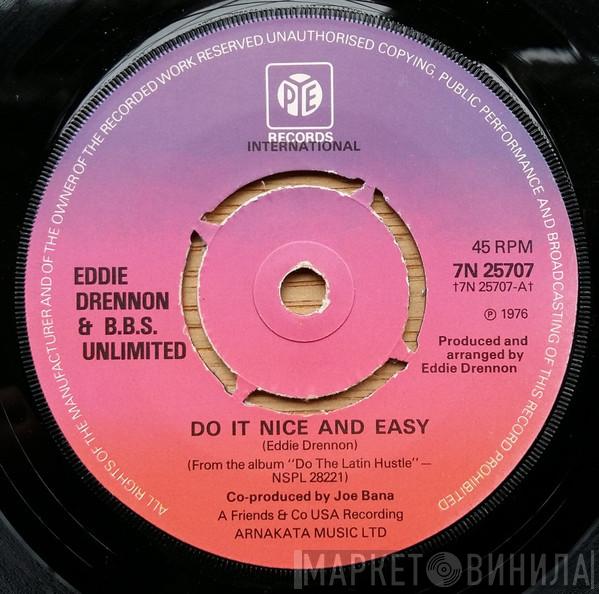 ALL RIGHTS OF THE MANUFACTURER AND OF THE OWNER OF THE RECORDED WORK RESERVED. UNAUTHORISED COPYING, PUBLIC PERFORMANCE AND BROADCASTING OF THIS RECORD PROHIBITED
PYE
RECORDS
INTERNATIONAL
45 RPM
7N 25707
†7N 25707-A†
℗ 1976
Produced and
arranged by
Eddie Drennon
EDDIE
DRENNON
& B.B.S.
UNLIMITED
DO IT NICE AND EASY
(Eddie Drennon)
(From the album "Do The Latin Hustle"—
NSPL 28221)
Co-produced by Joe Bana
A Friends & Co USA Recording
ARNAKATA MUSIC LTD
МАРКЕТ ВИНИЛА